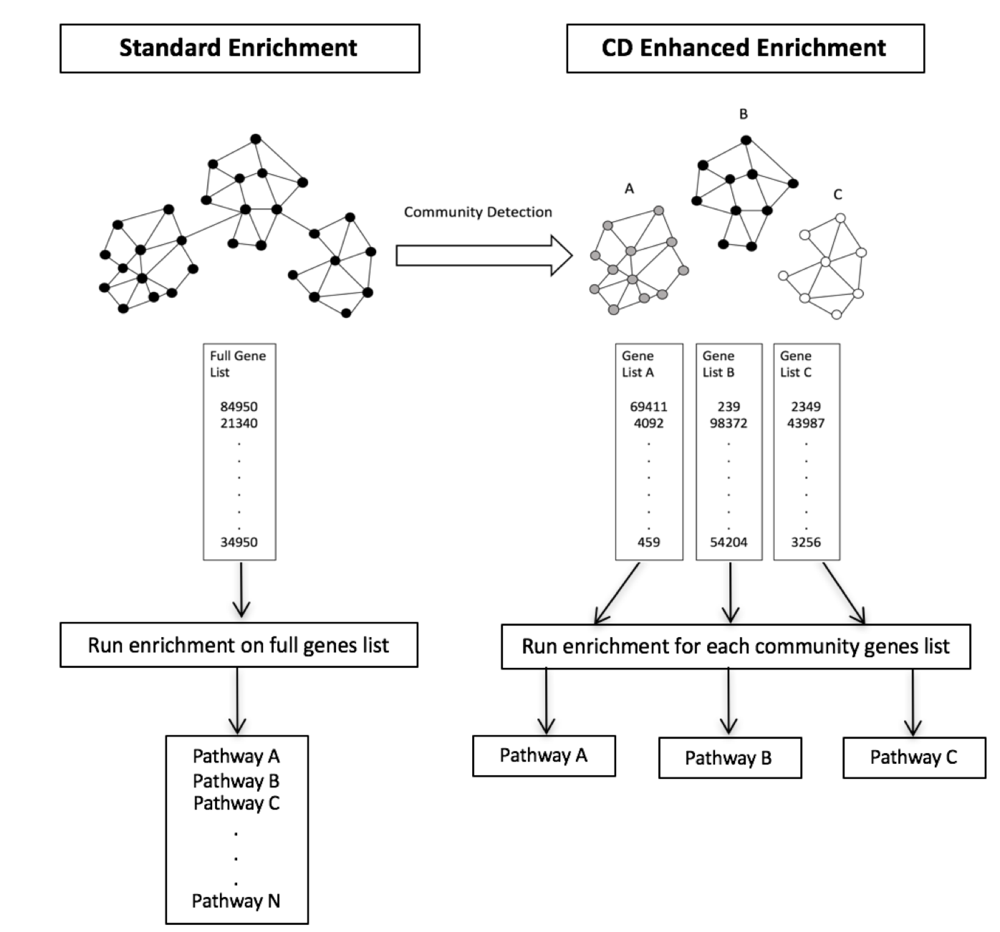 Standard Enrichment
CD Enhanced Enrichment
B
A
C
Community Detection
Full Gene
List
84950
21340
.
.
.
.
.
.
34950
Gene
List A
69411
4092
.
.
.
.
.
.
459
Gene
List B
239
98372
.
.
.
.
.
.
54204
Gene
List C
2349
43987
.
.
.
.
.
.
3256
Run enrichment on full genes list
Run enrichment for each community genes list
Pathway A
Pathway B
Pathway C
.
.
.
Pathway N
Pathway A
Pathway B
Pathway C